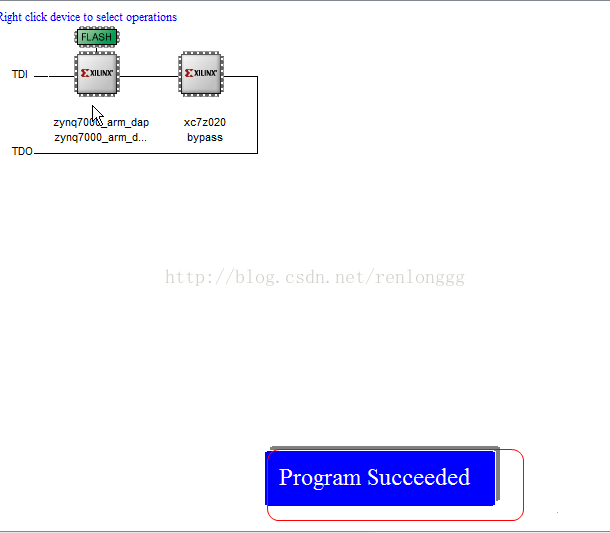 Right click device to select operations
FLASH
TDI
XILINX
XILINX
zynq7000_arm_dap
xc7z020
zynq7000_arm_d...
bypass
TDO
http://blog.csdn.net/renlonggg
Program Succeeded